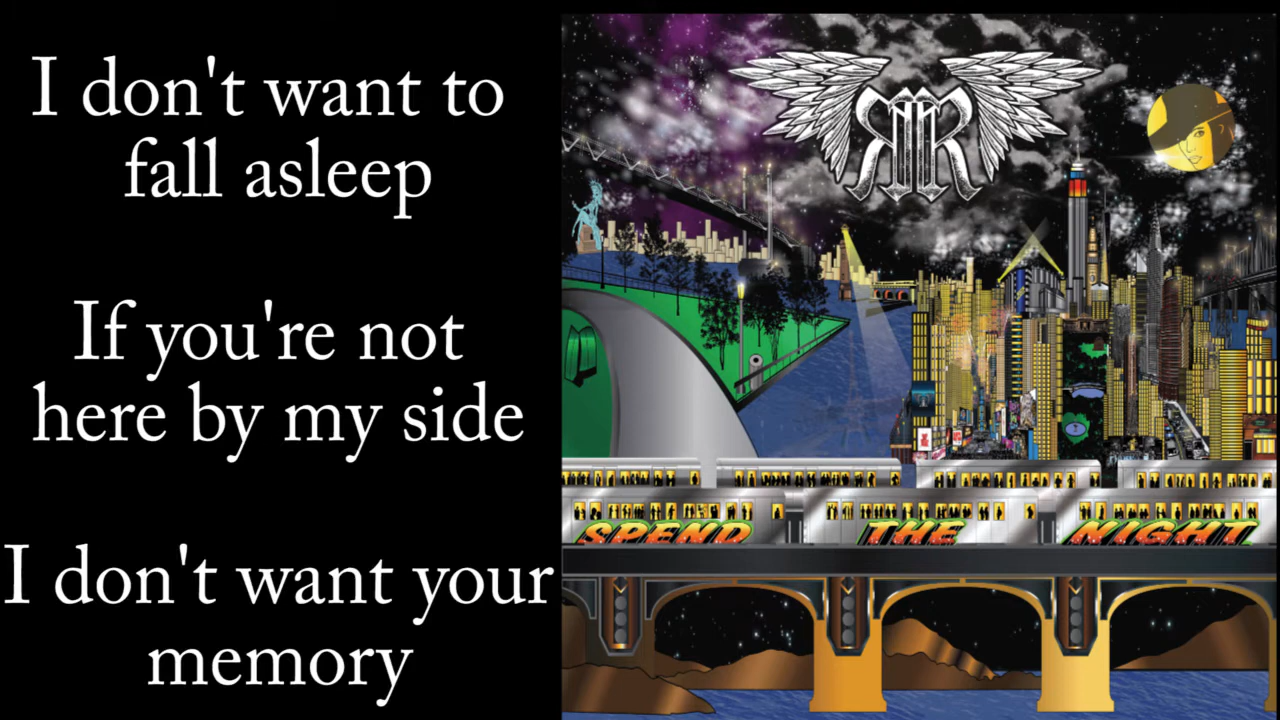 I don't want to
fall asleep
If you're not
here by my side
I don't want your
memory
SPEND THE NIGHT